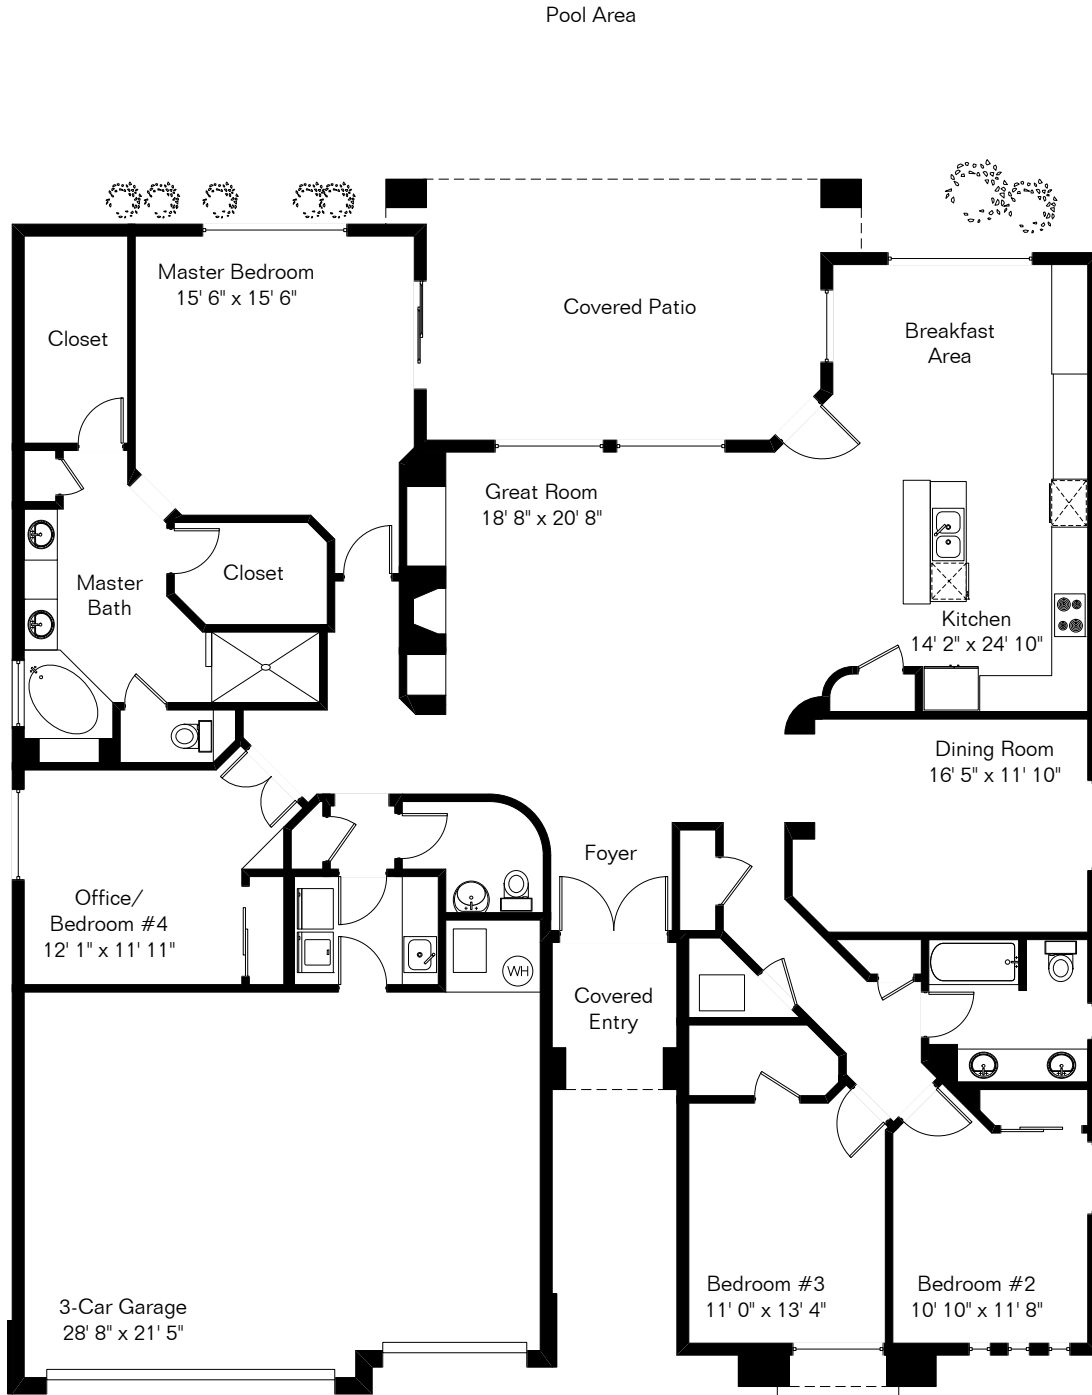 Pool Area
Master Bedroom
15' 6" x 15' 6"
Closet
Covered Patio
Breakfast
Area
Great Room
18' 8" x 20' 8"
Closet
Master
Bath
Kitchen
14' 2" x 24' 10"
Dining Room
16' 5" x 11' 10"
Foyer
Office/
Bedroom #4
12' 1" x 11' 11"
WH
Covered
Entry
3-Car Garage
28' 8" x 21' 5"
Bedroom #3
11' 0" x 13' 4"
Bedroom #2
10' 10" x 11' 8"